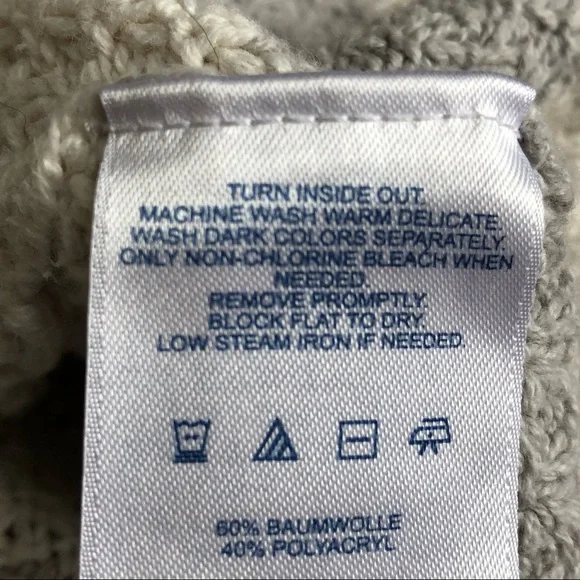 TURN INSIDE OUT.
MACHINE WASH WARM DELICATE.
WASH DARK COLORS SEPARATELY.
ONLY NON-CHLORINE BLEACH WHEN
NEEDED
REMOVE PROMPTLY.
BLOCK FLAT TO DRY.
LOW STEAM IRON IF NEEDED.
60% BAUMWOLLE
40% POLYACRYL